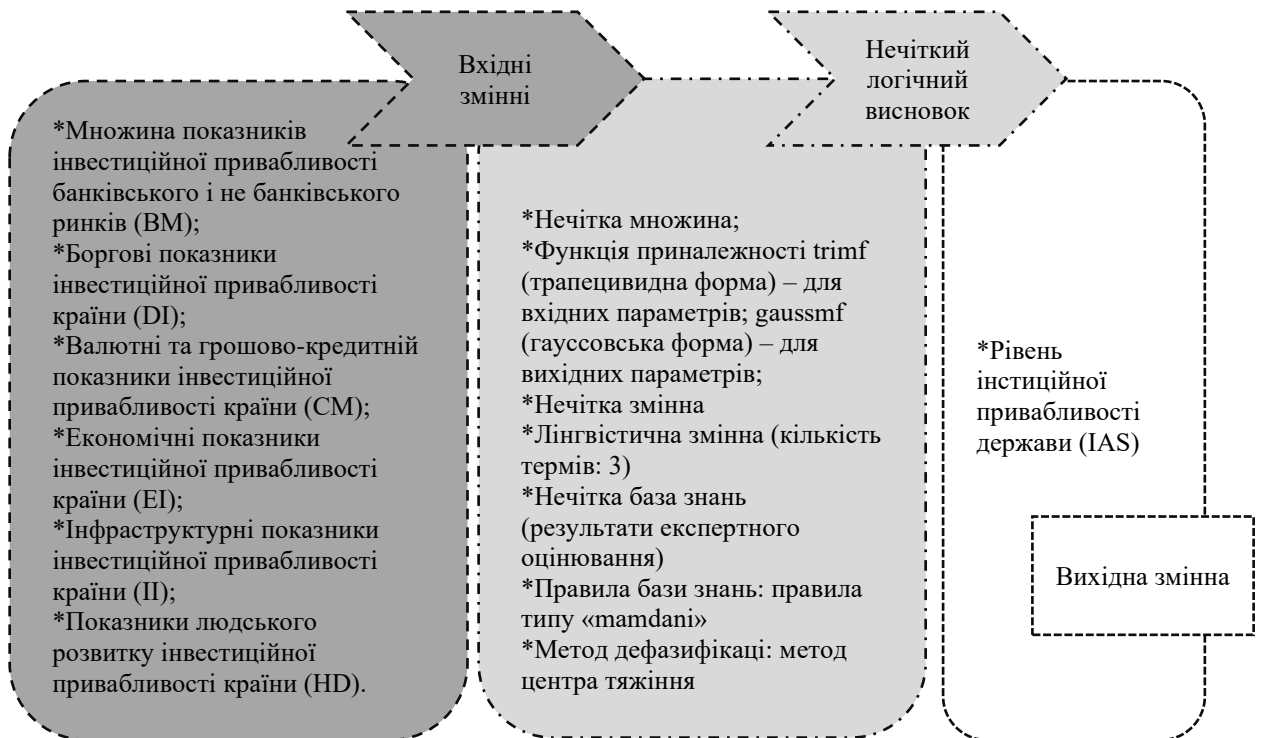 Вхідні
змінні
Нечіткий
логічний
висновок
*Множина показників
інвестиційної привабливості
банківського і не банківського
ринків (BM);
*Боргові показники
інвестиційної привабливості
країни (DI);
*Валютні та грошово-кредитній
показники інвестиційної
привабливості країни (CM);
*Економічні показники
інвестиційної привабливості
країни (EI);
*Інфраструктурні показники
інвестиційної привабливості
країни (II);
*Показники людського
розвитку інвестиційної
привабливості країни (HD).
*Нечітка множина;
*Функція приналежності trimf
(трапецивидна форма) – для
вхідних параметрів; gaussmf
(гауссовська форма) – для
вихідних параметрів;
*Нечітка змінна
*Лінгвістична змінна (кількість
термів: 3)
*Нечітка база знань
(результати експертного
оцінювання)
*Правила бази знань: правила
типу «mamdani»
*Метод дефазифікаці: метод
центра тяжіння
*Рівень
інстиційної
привабливості
держави (IAS)
Вихідна змінна